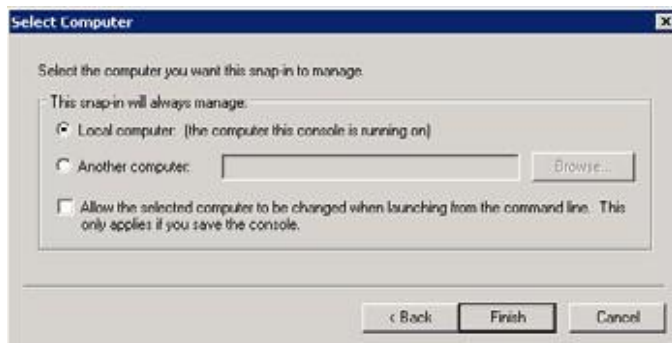 Select Computer
Select the computer you want this snap-in to manage.
This snap-in will always manage:
Local computer: (the computer this console is running on)
Another computer:
Browse...
Allow the selected computer to be changed when launching from the command line. This
only applies if you save the console.
< Back
Finish
Cancel